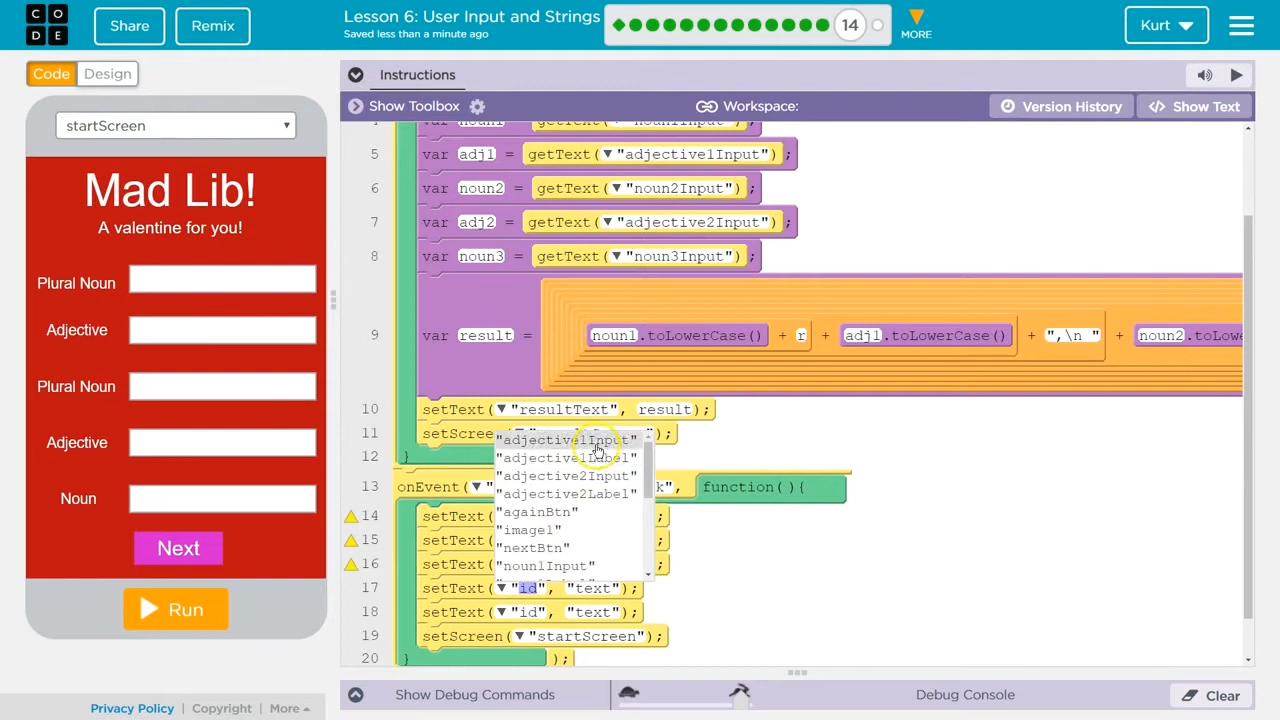 C O
D E
Share
Remix
Lesson 6: User Input and Strings
Saved less than a minute ago
14
MORE
Kurt
Code
Design
Instructions
Show Toolbox
Workspace:
Version History
</> Show Text
startScreen
Mad Lib!
A valentine for you!
Plural Noun
Adjective
Plural Noun
Adjective
Noun
Next
Run
getText( "noun1Input");
5 var adj1 = getText( "adjective1Input");
6 var noun2 = getText( "noun2Input");
7 var adj2 = getText( "adjective2Input");
8 var noun3 = getText( "noun3Input");
9 var result = noun1.toLowerCase() + r + adj1.toLowerCase() + ",\n " + noun2.toLowe
10 setText( "resultText", result);
11 setScreen );
12 }
13 onEvent( " k", function(){
14 setText( ;
15 setText( ;
16 setText( ;
17 setText( "id", "text");
18 setText( "id", "text");
19 setScreen( "startScreen");
20 } );
"adjective1Input"
"adjective1Label"
"adjective2Input"
"adjective2Label"
"againBtn"
"image1"
"nextBtn"
"noun1Input"
Show Debug Commands
Debug Console
Clear
Privacy Policy | Copyright | More